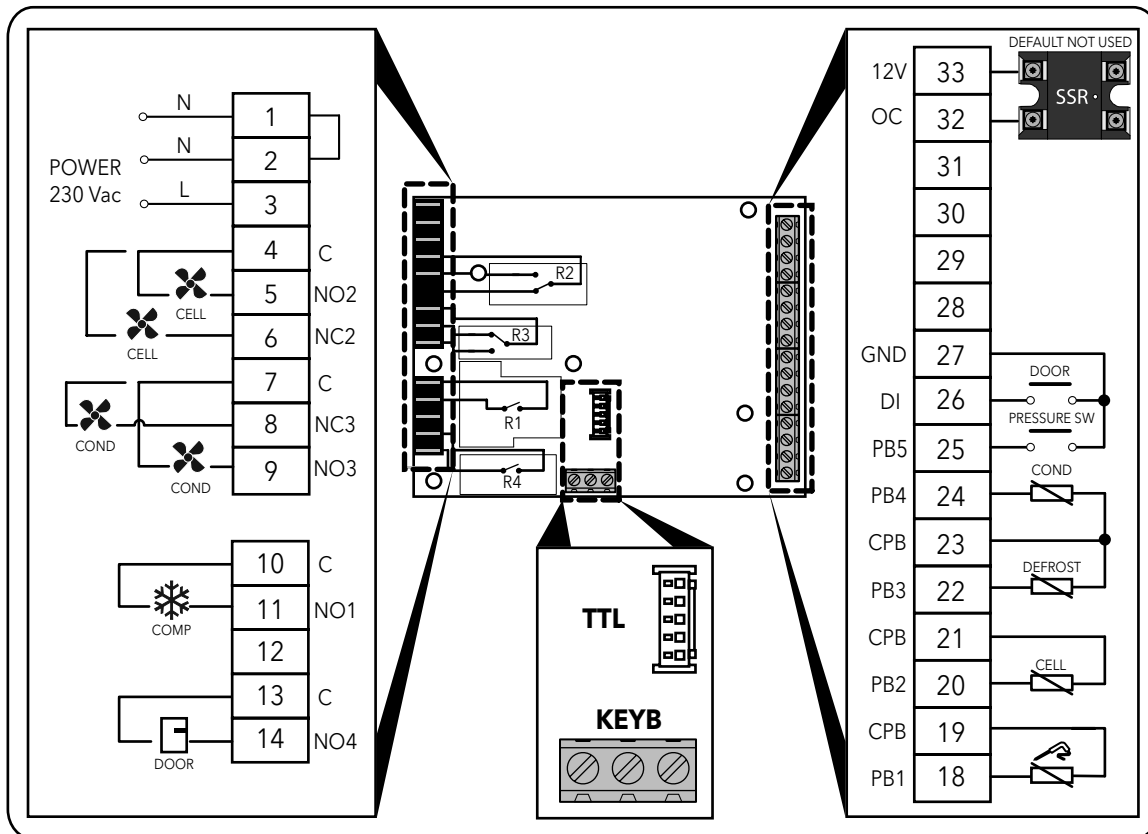 N
1
N
2
POWER
230 Vac
L
3
4 C
CELL
5 NO2
CELL
6 NC2
7 C
COND
8 NC3
COND
9 NO3
10 C
COMP
11 NO1
12
13 C
DOOR
14 NO4
R2
R3
R1
R4
TTL
KEYB
DEFAULT NOT USED
12V 33
SSR
OC 32
31
30
29
28
GND 27
DOOR
DI 26
PRESSURE SW
PB5 25
COND
PB4 24
CPB 23
DEFROST
PB3 22
CPB 21
CELL
PB2 20
CPB 19
PB1 18